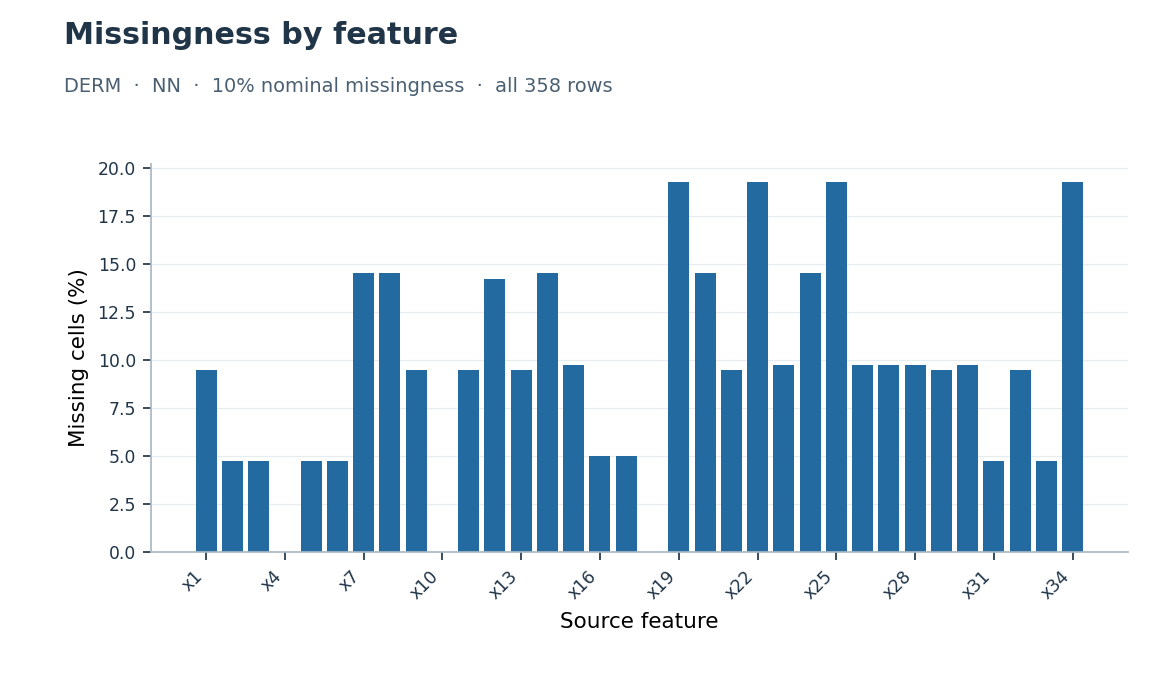 Missingness by feature
DERM · NN · 10% nominal missingness · all 358 rows
20.0
17.5
15.0
12.5
10.0
7.5
5.0
2.5
0.0
Missing cells (%)
x1 x4 x7 x10 x13 x16 x19 x22 x25 x28 x31 x34
Source feature